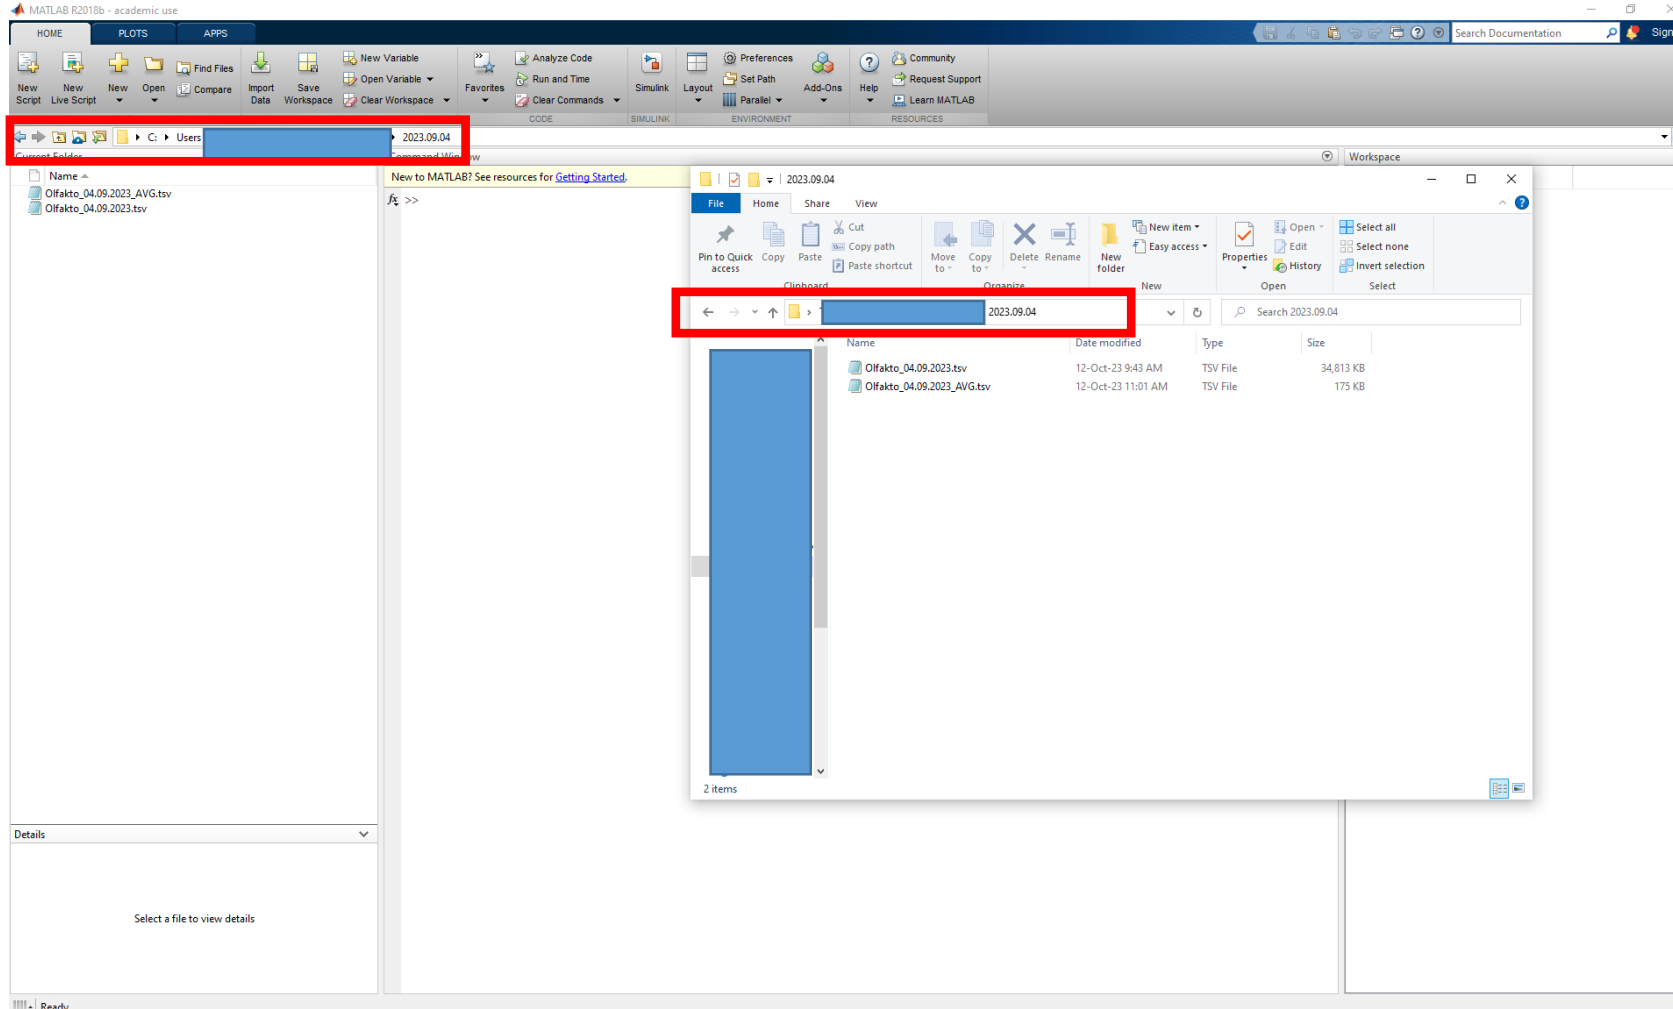 MATLAB R2018b - academic use
HOME PLOTS APPS
Search Documentation
Sign
New Script
New Live Script
New
Open
Find Files
Compare
Import Data
Save Workspace
New Variable
Open Variable
Clear Workspace
Favorites
Analyze Code
Run and Time
Clear Commands
Simulink
Layout
Preferences
Set Path
Parallel
Add-Ons
Help
Community
Request Support
Learn MATLAB
CODE SIMULINK ENVIRONMENT RESOURCES
C: Users 2023.09.04
Current Folder
Command Window
Workspace
Name
Olfakto_04.09.2023_AVG.tsv
Olfakto_04.09.2023.tsv
New to MATLAB? See resources for Getting Started.
fx >>
2023.09.04
File Home Share View
Pin to Quick access
Copy
Paste
Cut
Copy path
Paste shortcut
Move to
Copy to
Delete
Rename
New folder
New item
Easy access
Properties
Open
Edit
History
Select all
Select none
Invert selection
Clipboard Organize New Open Select
2023.09.04
Search 2023.09.04
Name Date modified Type Size
Olfakto_04.09.2023.tsv 12-Oct-23 9:43 AM TSV File 34,813 KB
Olfakto_04.09.2023_AVG.tsv 12-Oct-23 11:01 AM TSV File 175 KB
2 items
Details
Select a file to view details
Ready